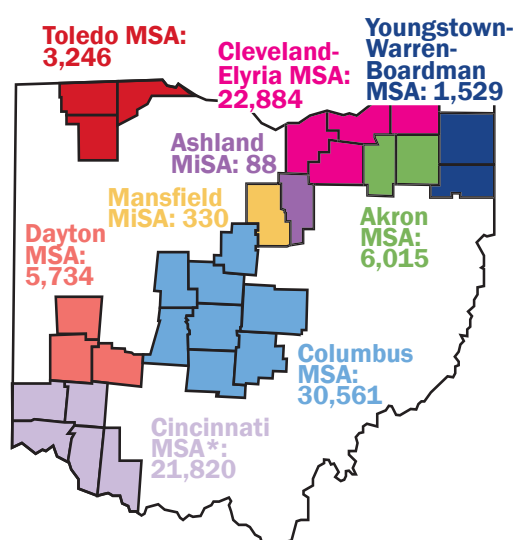 Toledo MSA:
3,246
Cleveland-
Elyria MSA:
22,884
Youngstown-
Warren-
Boardman
MSA: 1,529
Ashland
MiSA: 88
Mansfield
MiSA: 330
Akron
MSA:
6,015
Dayton
MSA:
5,734
Columbus
MSA:
30,561
Cincinnati
MSA*:
21,820